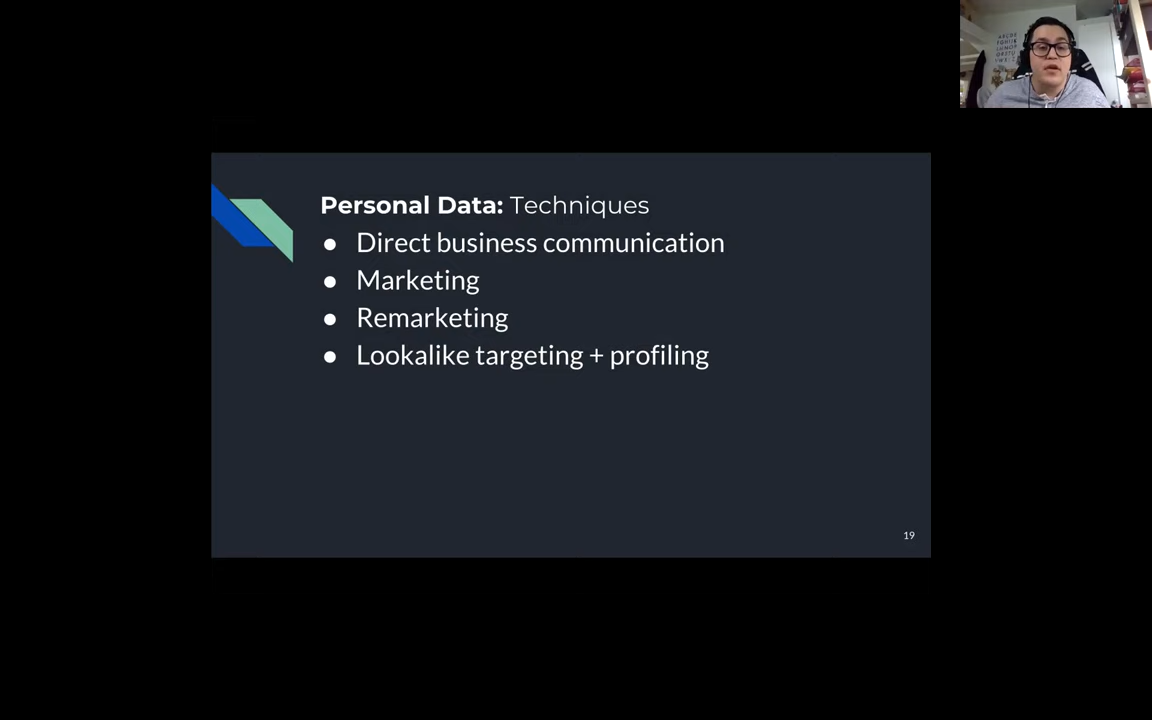 Personal Data: Techniques
● Direct business communication
● Marketing
● Remarketing
● Lookalike targeting + profiling
19